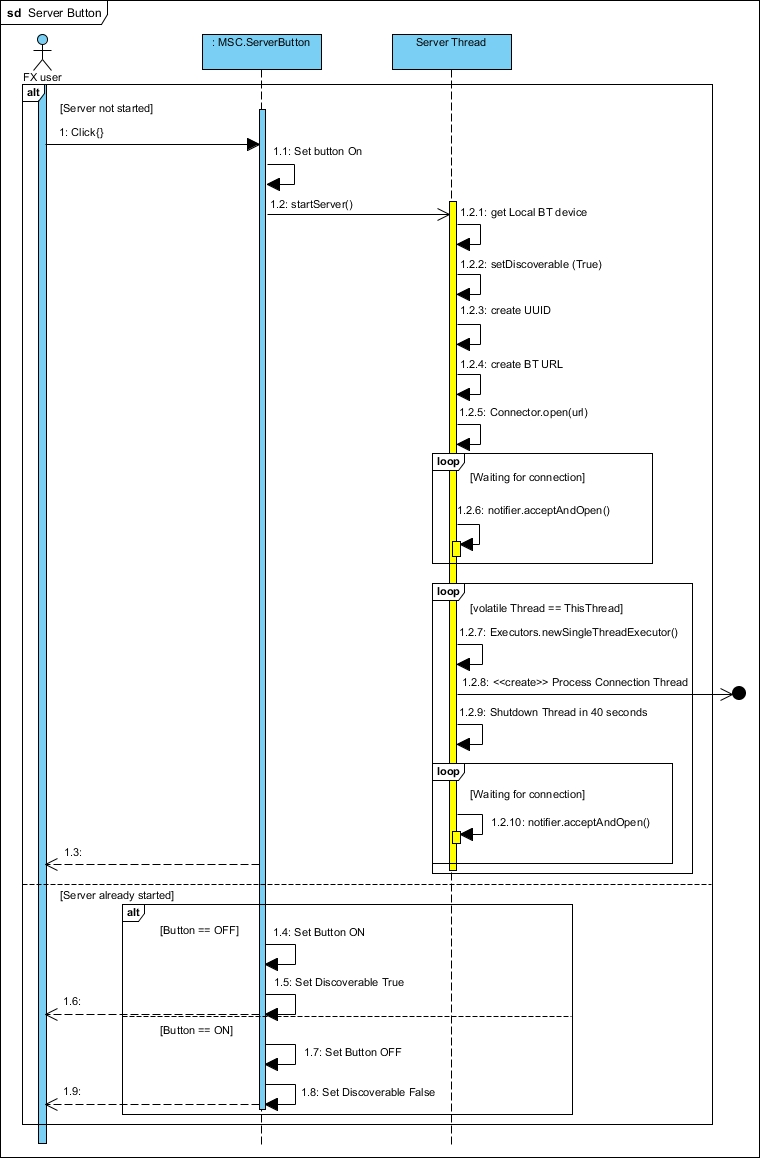 sd Server Button
FX user
: MSC.ServerButton
Server Thread
alt
[Server not started]
1: Click{}
1.1: Set button On
1.2: startServer()
1.2.1: get Local BT device
1.2.2: setDiscoverable (True)
1.2.3: create UUID
1.2.4: create BT URL
1.2.5: Connector.open(url)
loop
[Waiting for connection]
1.2.6: notifier.acceptAndOpen()
loop
[volatile Thread == ThisThread]
1.2.7: Executors.newSingleThreadExecutor()
1.2.8: <<create>> Process Connection Thread
1.2.9: Shutdown Thread in 40 seconds
loop
[Waiting for connection]
1.2.10: notifier.acceptAndOpen()
1.3:
[Server already started]
alt
[Button == OFF]
1.4: Set Button ON
1.5: Set Discoverable True
1.6:
[Button == ON]
1.7: Set Button OFF
1.8: Set Discoverable False
1.9: